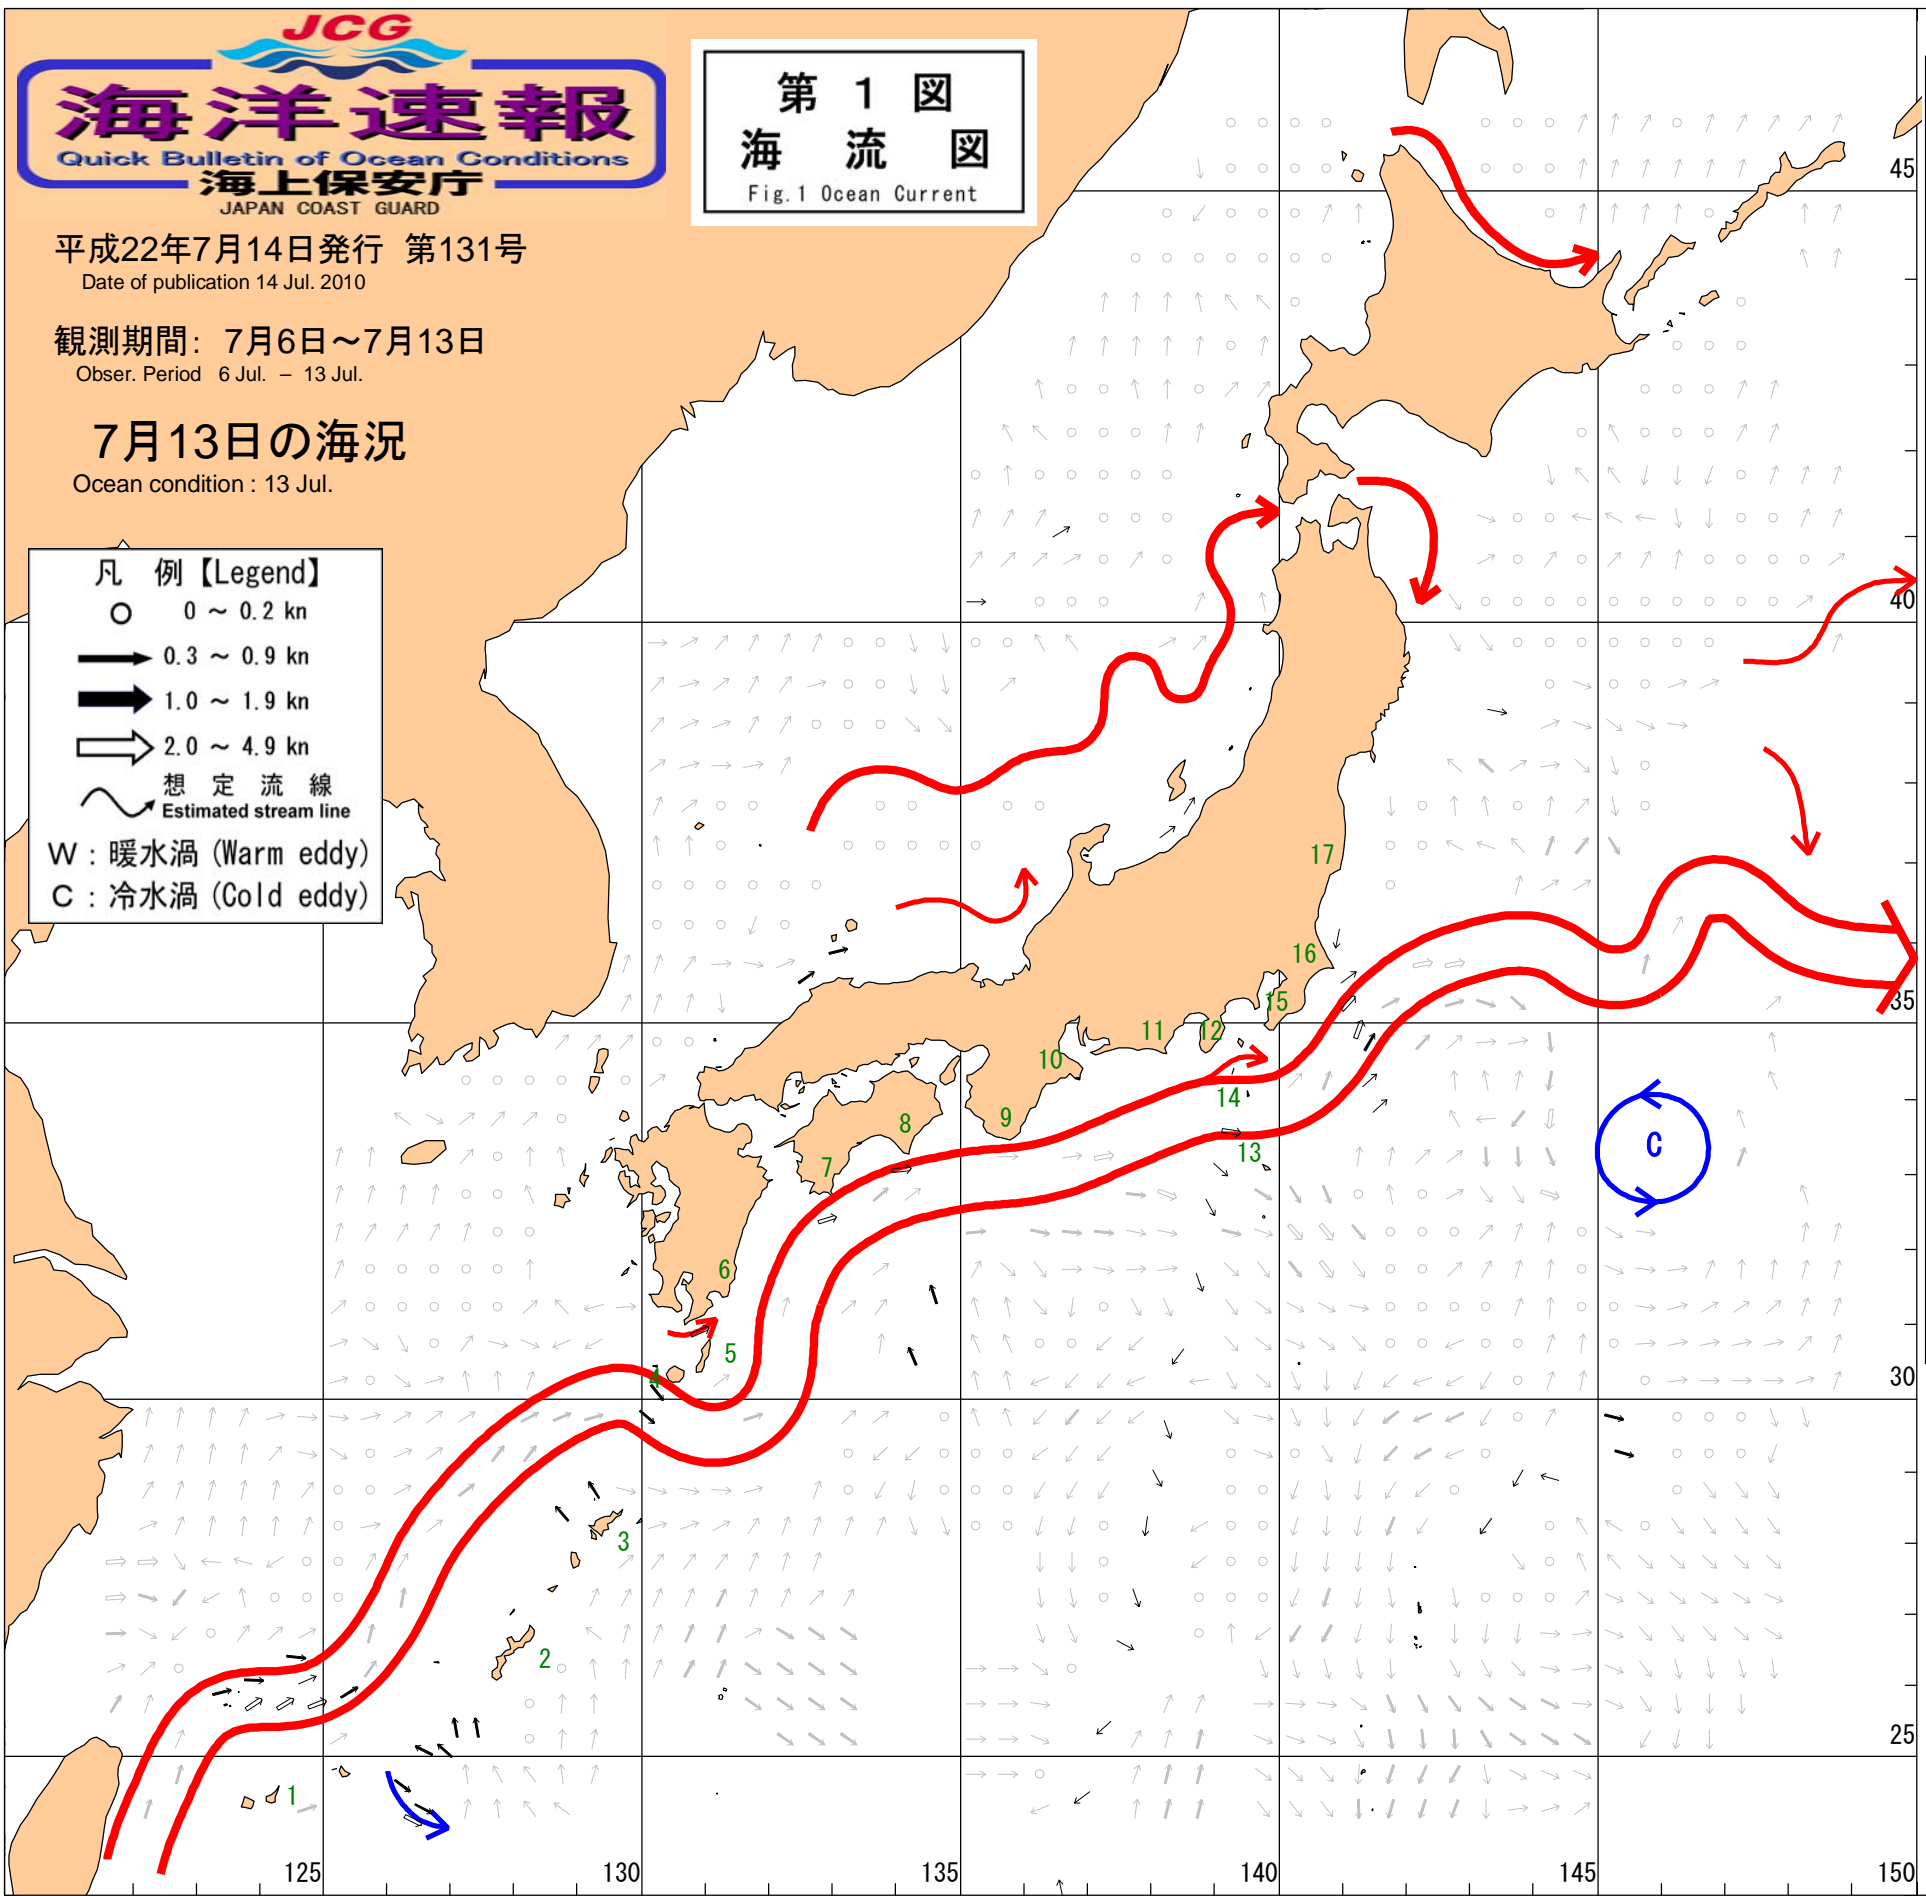 JCG
海洋速報
Quick Bulletin of Ocean Conditions
海上保安庁
JAPAN COAST GUARD
第 1 図
海 流 図
Fig.1 Ocean Current
平成22年7月14日発行 第131号
Date of publication 14 Jul. 2010
観測期間: 7月6日～7月13日
Obser. Period 6 Jul. – 13 Jul.
7月13日の海況
Ocean condition : 13 Jul.
凡 例【Legend】
0 ～ 0.2 kn
0.3 ～ 0.9 kn
1.0 ～ 1.9 kn
2.0 ～ 4.9 kn
想 定 流 線
Estimated stream line
W : 暖水渦 (Warm eddy)
C : 冷水渦 (Cold eddy)
45
40
17
16
15
35
12
11
10
14
9
8
13
C
7
6
5
4
30
3
2
25
1
125
130
135
140
145
150